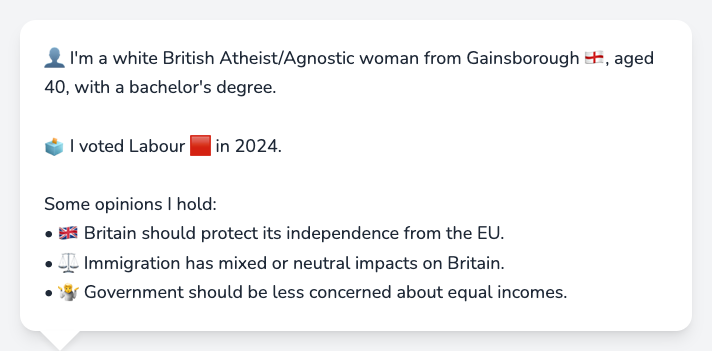 👤 I'm a white British Atheist/Agnostic woman from Gainsborough 🏴󠁧󠁢󠁥󠁮󠁧󠁿, aged
40, with a bachelor's degree.
🗳️ I voted Labour 🟥 in 2024.
Some opinions I hold:
• 🇬🇧 Britain should protect its independence from the EU.
• ⚖️ Immigration has mixed or neutral impacts on Britain.
• 🤷 Government should be less concerned about equal incomes.